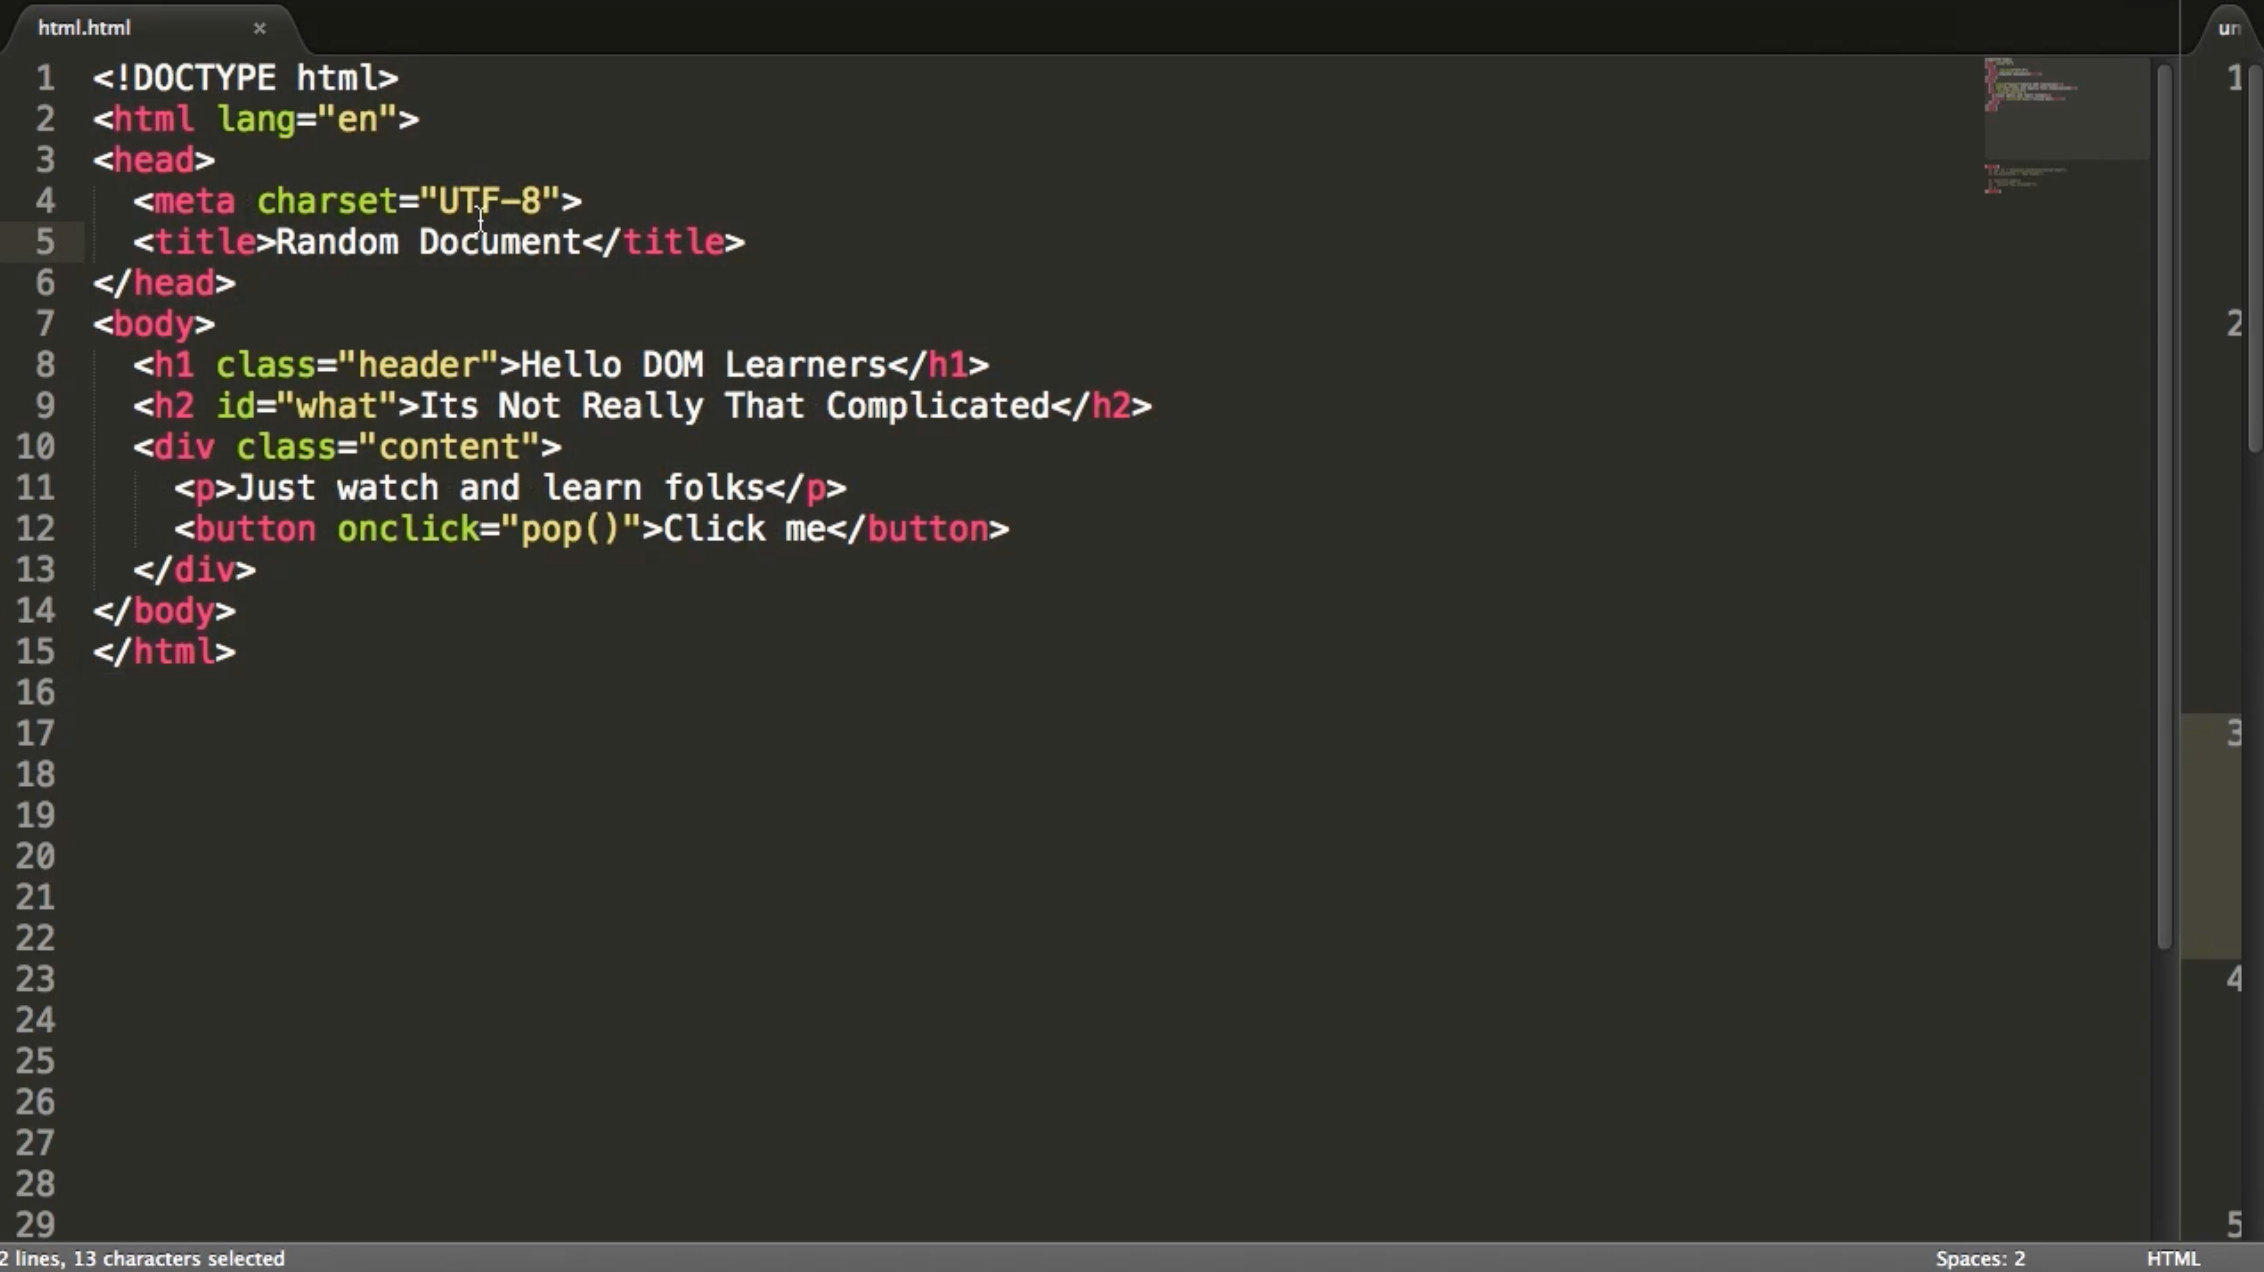 html.html ×
un
1 <!DOCTYPE html>
2 <html lang="en">
3 <head>
4 <meta charset="UTF-8">
5 <title>Random Document</title>
6 </head>
7 <body>
8 <h1 class="header">Hello DOM Learners</h1>
9 <h2 id="what">Its Not Really That Complicated</h2>
10 <div class="content">
11 <p>Just watch and learn folks</p>
12 <button onclick="pop()">Click me</button>
13 </div>
14 </body>
15 </html>
16
17
18
19
20
21
22
23
24
25
26
27
28
29
1
2
3
4
5
2 lines, 13 characters selected
Spaces: 2
HTML